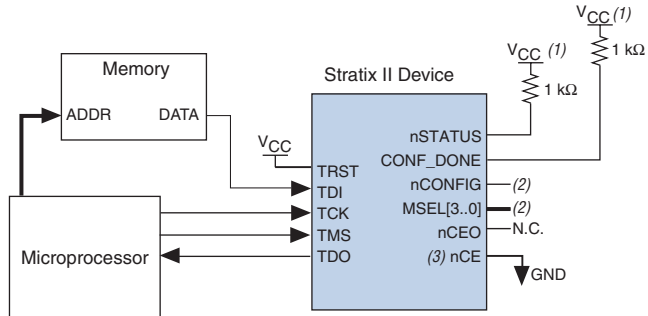 VCC (1)
VCC (1)
1 kΩ
1 kΩ
Memory
ADDR
DATA
Stratix II Device
VCC
nSTATUS
CONF_DONE
nCONFIG
(2)
MSEL[3..0]
(2)
nCEO
N.C.
(3) nCE
GND
TRST
TDI
TCK
TMS
TDO
Microprocessor